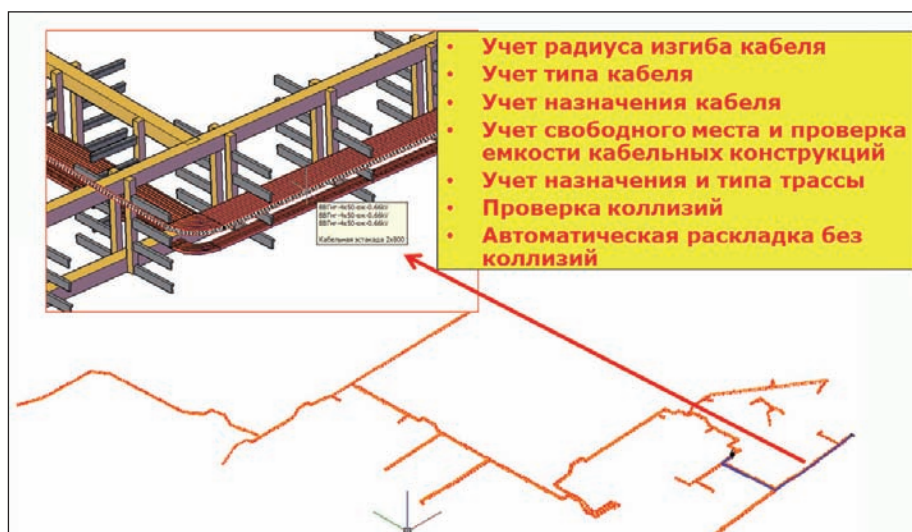 • Учет радиуса изгиба кабеля
• Учет типа кабеля
• Учет назначения кабеля
• Учет свободного места и проверка
емкости кабельных конструкций
• Учет назначения и типа трассы
• Проверка коллизий
• Автоматическая раскладка без
коллизий
Кабельная эстакада 2x800